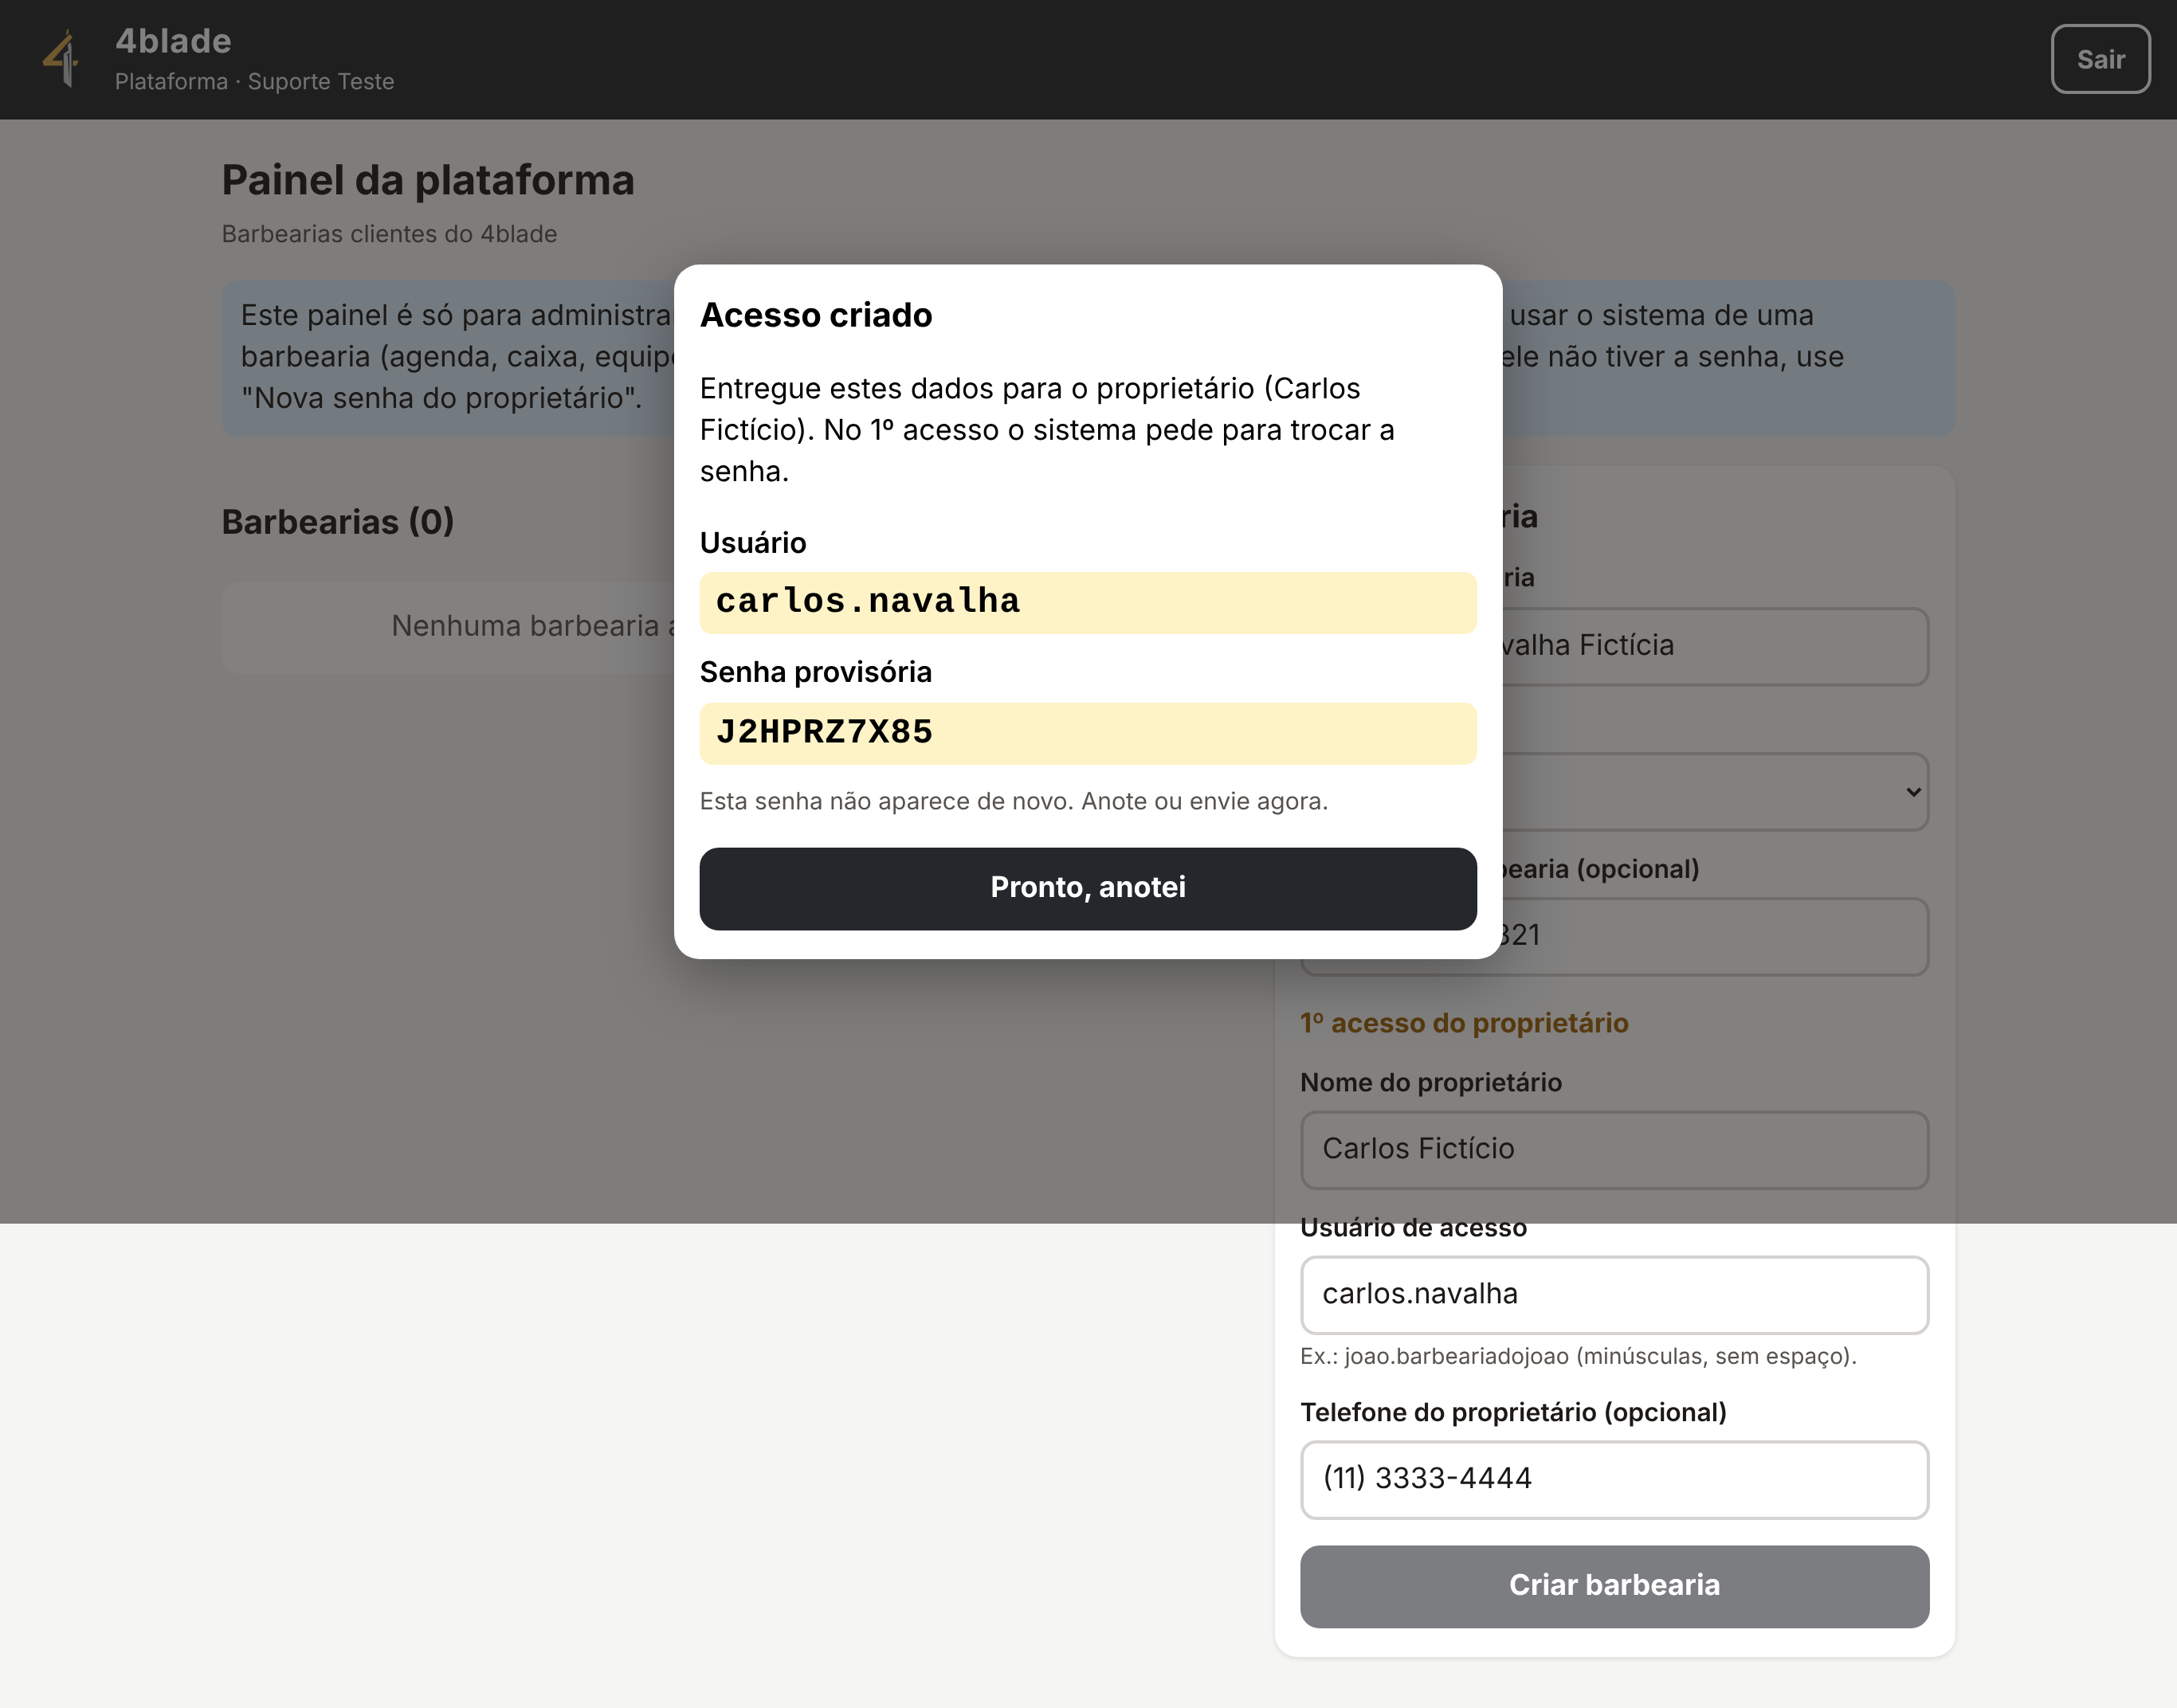 4blade
Plataforma · Suporte Teste
Sair
Painel da plataforma
Barbearias clientes do 4blade
Este painel é só para administra
usar o sistema de uma
barbearia (agenda, caixa, equip
ele não tiver a senha, use
"Nova senha do proprietário".
Barbearias (0)
Nenhuma barbearia
Acesso criado
Entregue estes dados para o proprietário (Carlos
Fictício). No 1º acesso o sistema pede para trocar a
senha.
Usuário
carlos.navalha
Senha provisória
J2HPRZ7X85
Esta senha não aparece de novo. Anote ou envie agora.
Pronto, anotei
ria
ria
valha Fictícia
bearia (opcional)
321
1º acesso do proprietário
Nome do proprietário
Carlos Fictício
Usuário de acesso
carlos.navalha
Ex.: joao.barbeariadojoao (minúsculas, sem espaço).
Telefone do proprietário (opcional)
(11) 3333-4444
Criar barbearia